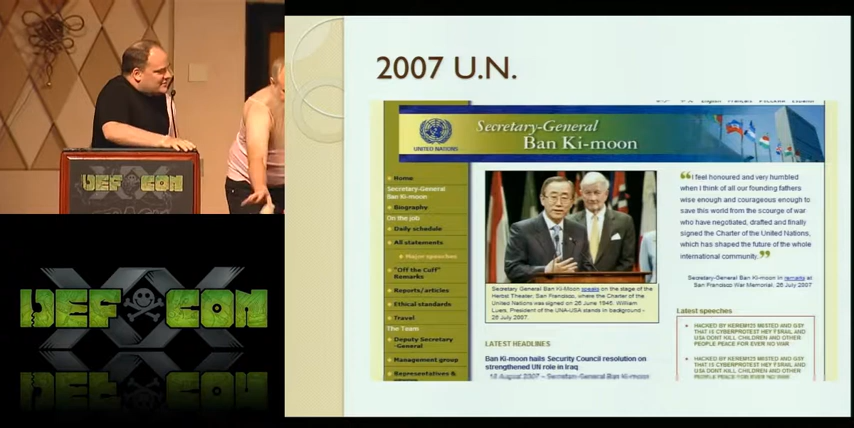 2007 U.N.
English Français
UNITED NATIONS
Secretary-General
Ban Ki-moon
Home
Secretary-General
Ban Ki-moon
Biography
On the job
Daily schedule
All statements
Major speeches
"Off the Cuff"
Remarks
Reports/articles
Ethical standards
Travel
The Team
Deputy Secretary
-General
Management group
Representatives &
Secretary General Ban Ki-Moon speaks on the stage of the
Herbst Theater, San Francisco, where the Charter of the
United Nations was signed on 26 June 1945. William
Luers, President of the UNA-USA stands in background -
26 July 2007.
LATEST HEADLINES
Ban Ki-moon hails Security Council resolution on
strengthened UN role in Iraq
10 August 2007 – Secretary-General Ban Ki-moon
“I feel honoured and very humbled
when I think of all our founding fathers
wise enough and courageous enough to
save this world from the scourge of war
who have negotiated, drafted and finally
signed the Charter of the United Nations,
which has shaped the future of the whole
international community.”
Secretary-General Ban Ki-moon in remarks at
San Francisco War Memorial, 26 July 2007
Latest speeches
HACKED BY KEREM125 M0STED AND GSY
THAT IS CYBERPROTEST HEY İSRAIL AND
USA DONT KILL CHILDREN AND OTHER
PEOPLE PEACE FOR EVER NO WAR
HACKED BY KEREM125 M0STED AND GSY
THAT IS CYBERPROTEST HEY İSRAIL AND
USA DONT KILL CHILDREN AND OTHER
PEOPLE PEACE FOR EVER NO WAR
DEF CON
XX
DEF CON